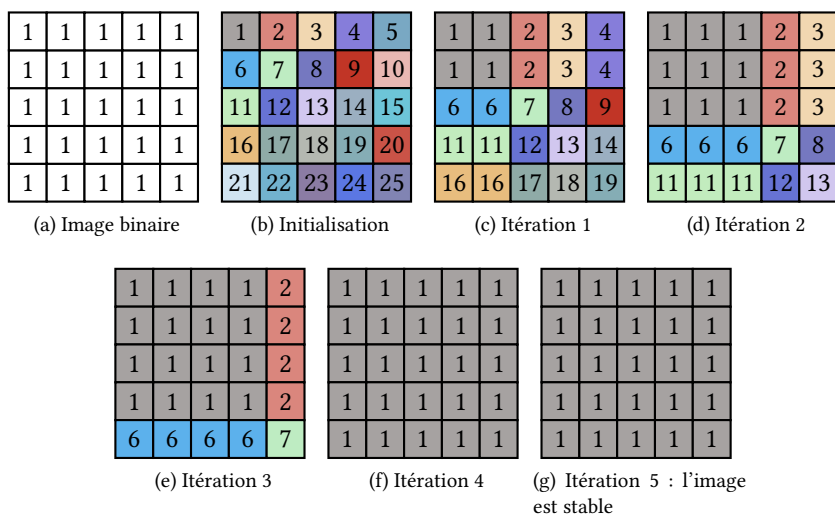 1 1 1 1 1
1 1 1 1 1
1 1 1 1 1
1 1 1 1 1
1 1 1 1 1
(a) Image binaire
1 2 3 4 5
6 7 8 9 10
11 12 13 14 15
16 17 18 19 20
21 22 23 24 25
(b) Initialisation
1 1 2 3 4
1 1 2 3 4
6 6 7 8 9
11 11 12 13 14
16 16 17 18 19
(c) Itération 1
1 1 1 2 3
1 1 1 2 3
1 1 1 2 3
6 6 6 7 8
11 11 11 12 13
(d) Itération 2
1 1 1 1 2
1 1 1 1 2
1 1 1 1 2
1 1 1 1 2
6 6 6 6 7
(e) Itération 3
1 1 1 1 1
1 1 1 1 1
1 1 1 1 1
1 1 1 1 1
1 1 1 1 1
(f) Itération 4
1 1 1 1 1
1 1 1 1 1
1 1 1 1 1
1 1 1 1 1
1 1 1 1 1
(g) Itération 5 : l'image
est stable